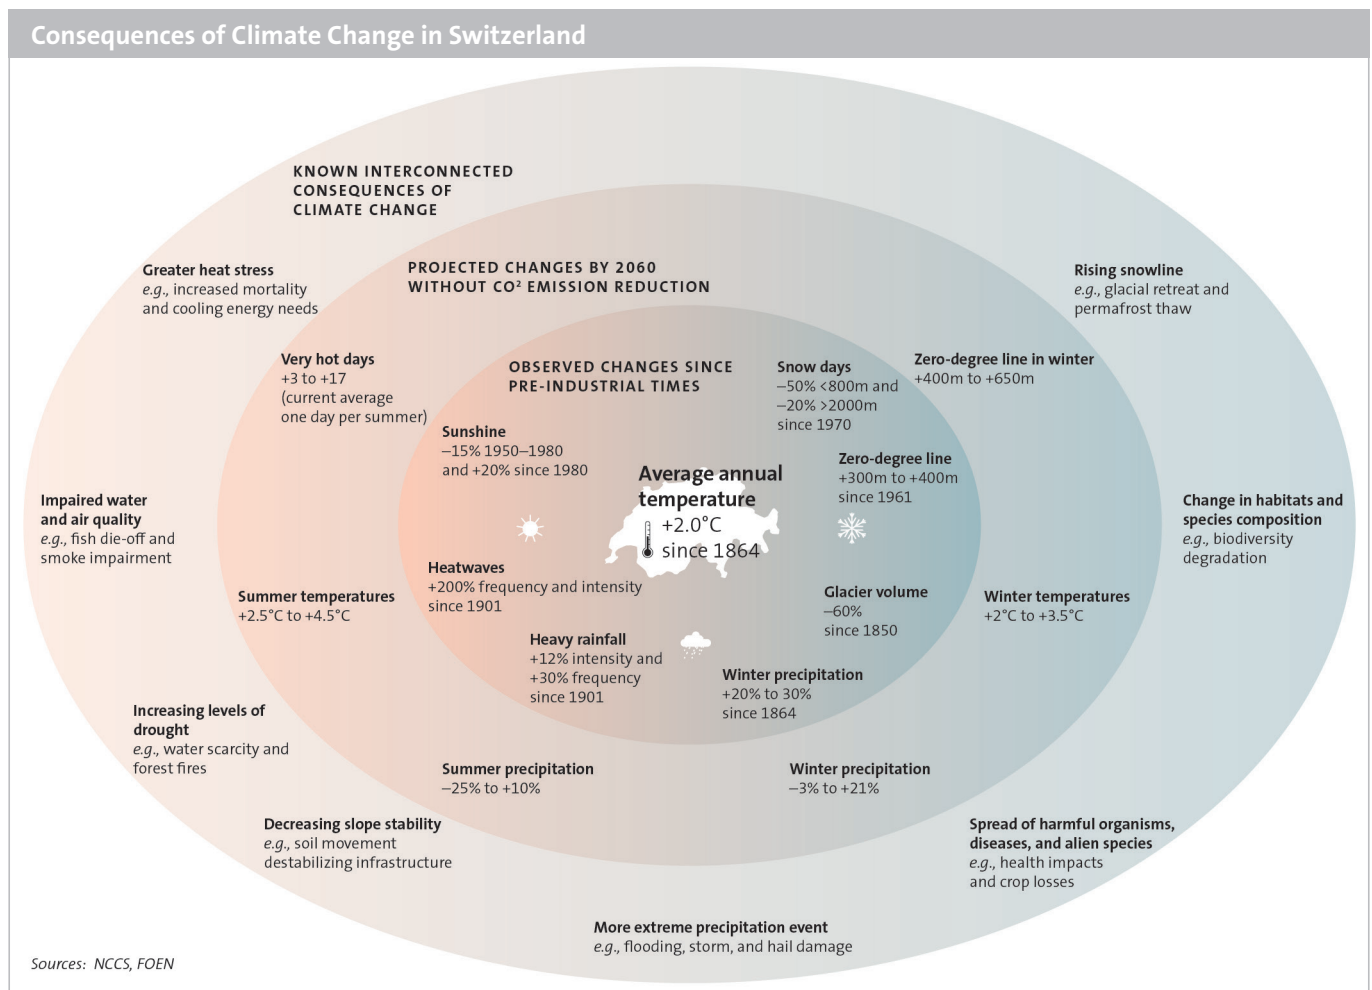 Consequences of Climate Change in Switzerland
KNOWN INTERCONNECTED
CONSEQUENCES OF
CLIMATE CHANGE
Greater heat stress
e.g., increased mortality
and cooling energy needs
Rising snowline
e.g., glacial retreat and
permafrost thaw
Impaired water
and air quality
e.g., fish die-off and
smoke impairment
Change in habitats and
species composition
e.g., biodiversity
degradation
Increasing levels of
drought
e.g., water scarcity and
forest fires
Decreasing slope stability
e.g., soil movement
destabilizing infrastructure
Spread of harmful organisms,
diseases, and alien species
e.g., health impacts
and crop losses
More extreme precipitation event
e.g., flooding, storm, and hail damage
PROJECTED CHANGES BY 2060
WITHOUT CO² EMISSION REDUCTION
Very hot days
+3 to +17
(current average
one day per summer)
Zero-degree line in winter
+400m to +650m
Summer temperatures
+2.5°C to +4.5°C
Winter temperatures
+2°C to +3.5°C
Summer precipitation
–25% to +10%
Winter precipitation
–3% to +21%
OBSERVED CHANGES SINCE
PRE-INDUSTRIAL TIMES
Snow days
–50% <800m and
–20% >2000m
since 1970
Sunshine
–15% 1950–1980
and +20% since 1980
Zero-degree line
+300m to +400m
since 1961
Average annual
temperature
+2.0°C
since 1864
Heatwaves
+200% frequency and intensity
since 1901
Glacier volume
–60%
since 1850
Heavy rainfall
+12% intensity and
+30% frequency
since 1901
Winter precipitation
+20% to 30%
since 1864
Sources: NCCS, FOEN